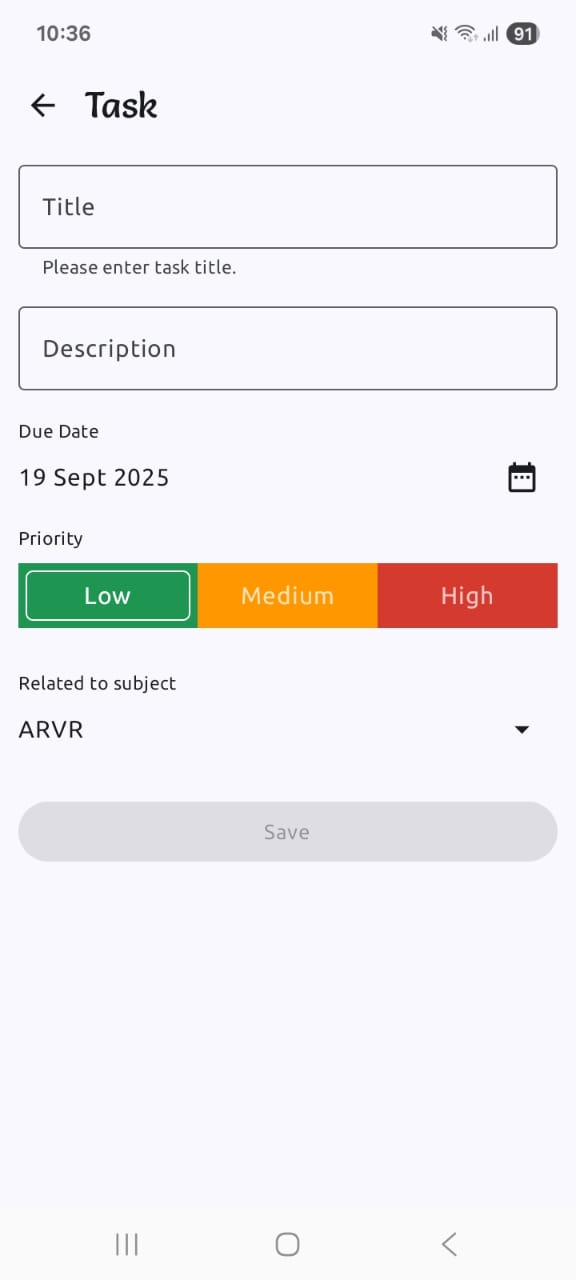 10:36
91
Task
Title
Please enter task title.
Description
Due Date
19 Sept 2025
Priority
Low Medium High
Related to subject
ARVR
Save